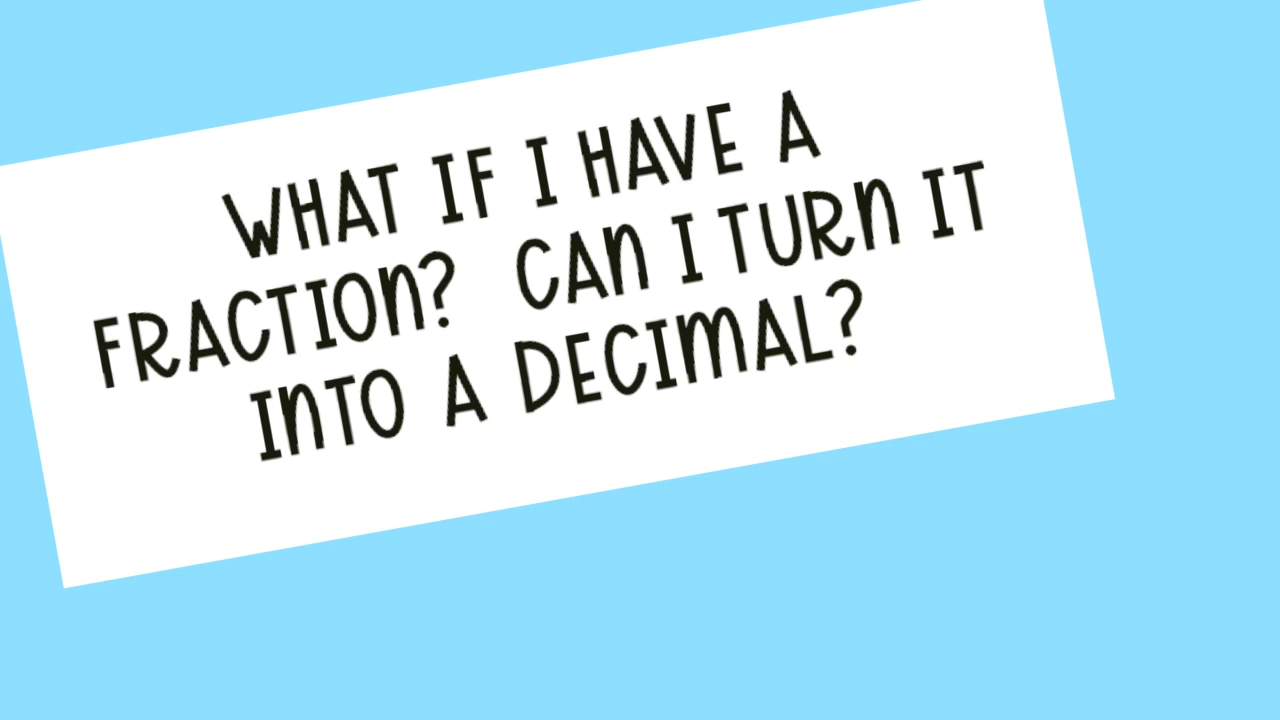 WHAT IF I HAVE A
FRACTION? CAN I TURN IT
INTO A DECIMAL?